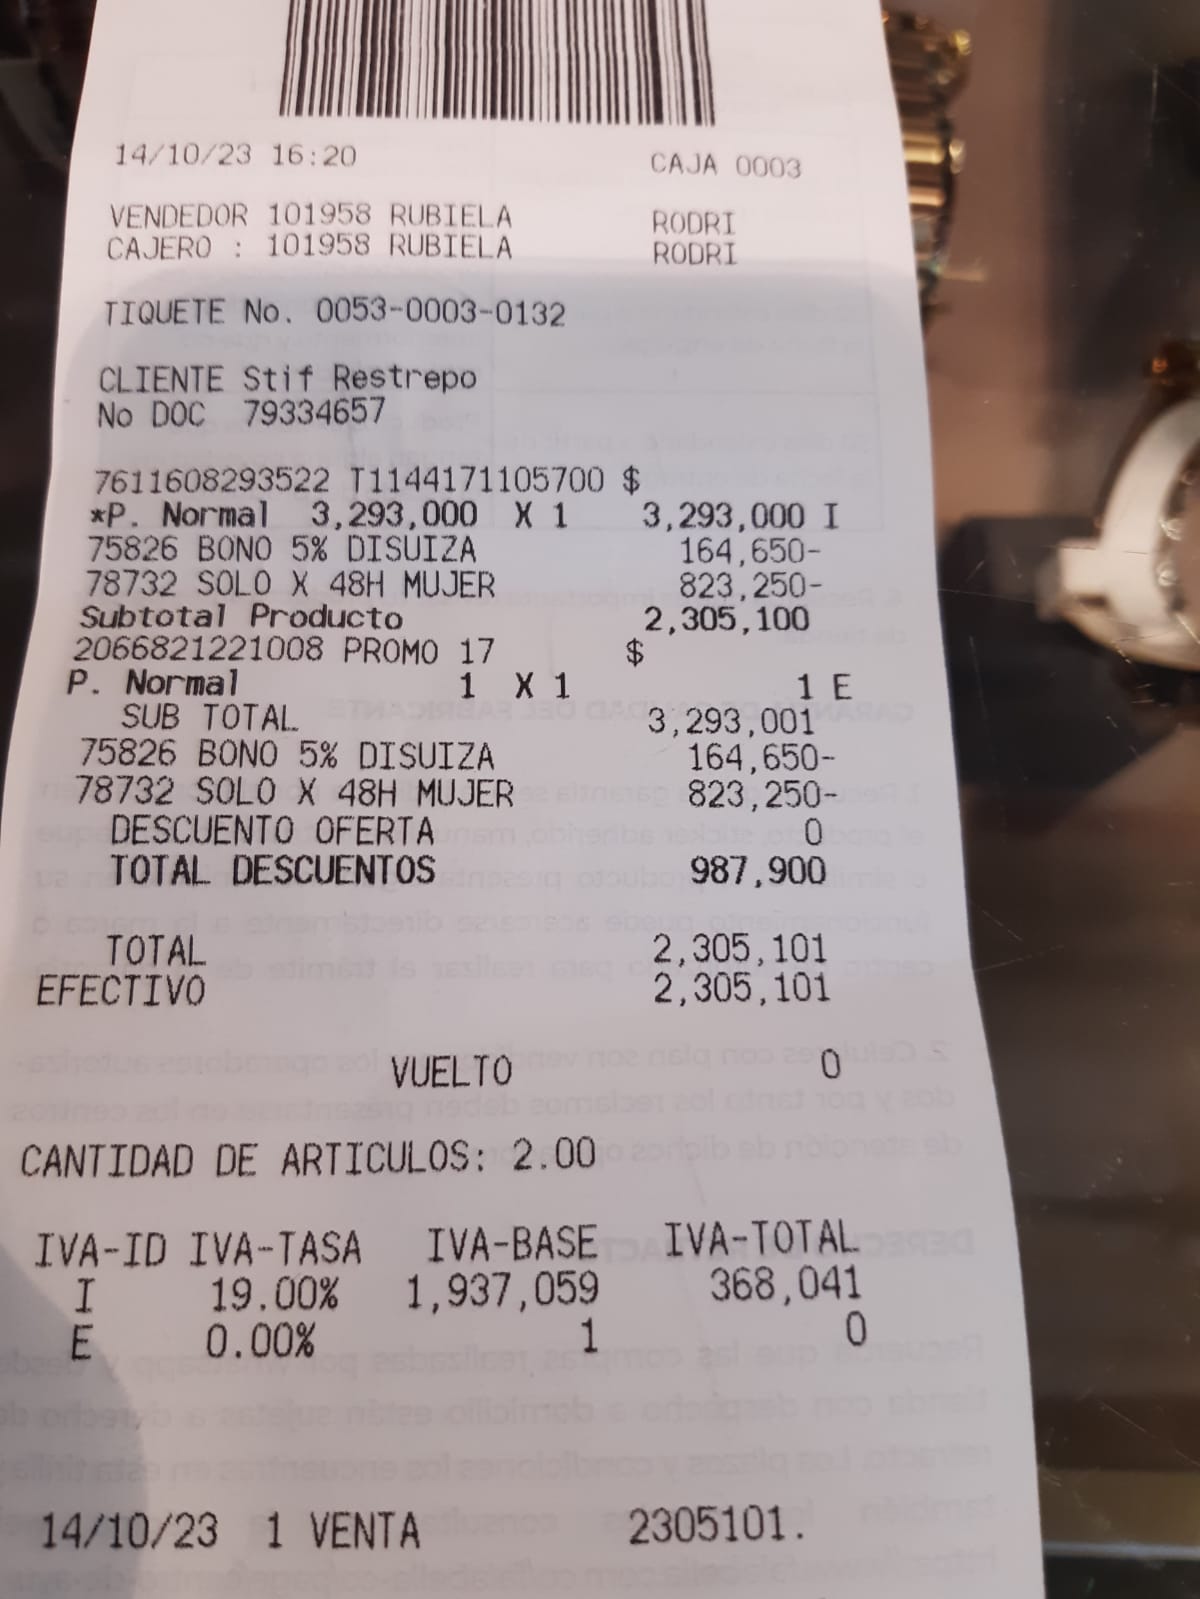 14/10/23 16:20 CAJA 0003
VENDEDOR 101958 RUBIELA RODRI
CAJERO : 101958 RUBIELA RODRI
TIQUETE No. 0053-0003-0132
CLIENTE Stif Restrepo
No DOC 79334657
7611608293522 T1144171105700 $
*P. Normal 3,293,000 X 1 3,293,000 I
75826 BONO 5% DISUIZA 164,650-
78732 SOLO X 48H MUJER 823,250-
Subtotal Producto 2,305,100
2066821221008 PROMO 17 $
P. Normal 1 X 1 1 E
SUB TOTAL 3,293,001
75826 BONO 5% DISUIZA 164,650-
78732 SOLO X 48H MUJER 823,250-
DESCUENTO OFERTA 0
TOTAL DESCUENTOS 987,900
TOTAL 2,305,101
EFECTIVO 2,305,101
VUELTO 0
CANTIDAD DE ARTICULOS: 2.00
IVA-ID IVA-TASA IVA-BASE IVA-TOTAL
I 19.00% 1,937,059 368,041
E 0.00% 1 0
14/10/23 1 VENTA 2305101.